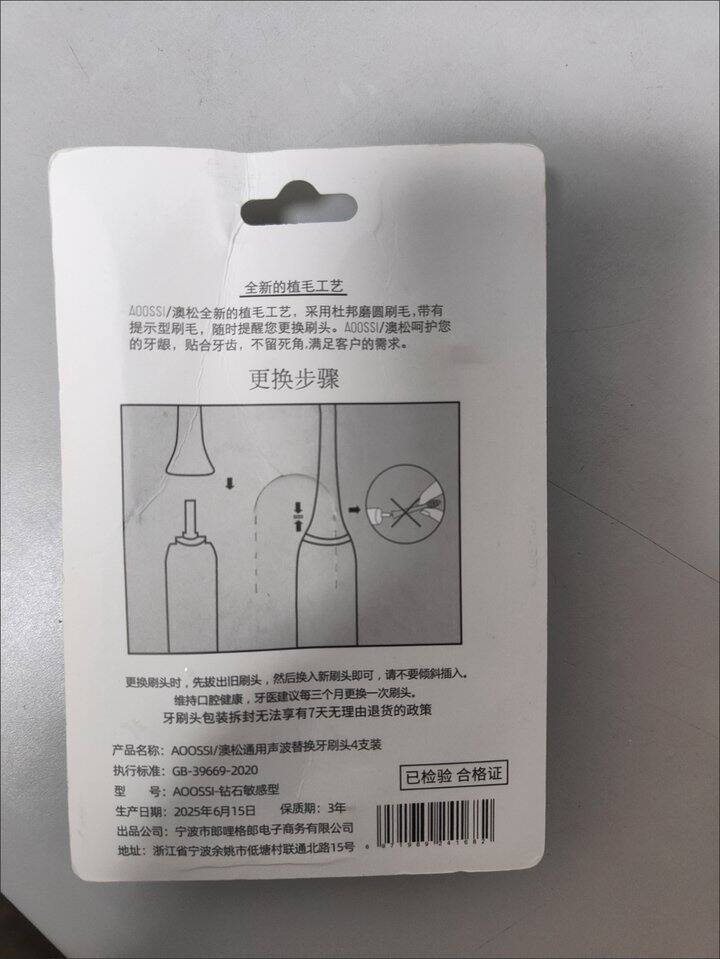 全新的植毛工艺
AOOSSI/澳松全新的植毛工艺，采用杜邦磨圆刷毛,带有
提示型刷毛，随时提醒您更换刷头。AOOSSI/澳松呵护您
的牙龈，贴合牙齿，不留死角,满足客户的需求。
更换步骤
更换刷头时，先拔出旧刷头，然后换入新刷头即可，请不要倾斜插入。
维持口腔健康，牙医建议每三个月更换一次刷头。
牙刷头包装拆封无法享有7天无理由退货的政策
产品名称：AOOSSI/澳松通用声波替换牙刷头4支装
执行标准：GB-39669-2020
型 号：AOOSSI-钻石敏感型
已检验 合格证
生产日期：2025年6月15日 保质期：3年
出品公司：宁波市郎哩格郎电子商务有限公司
地址：浙江省宁波余姚市低塘村联通北路15号
6 971969 241682